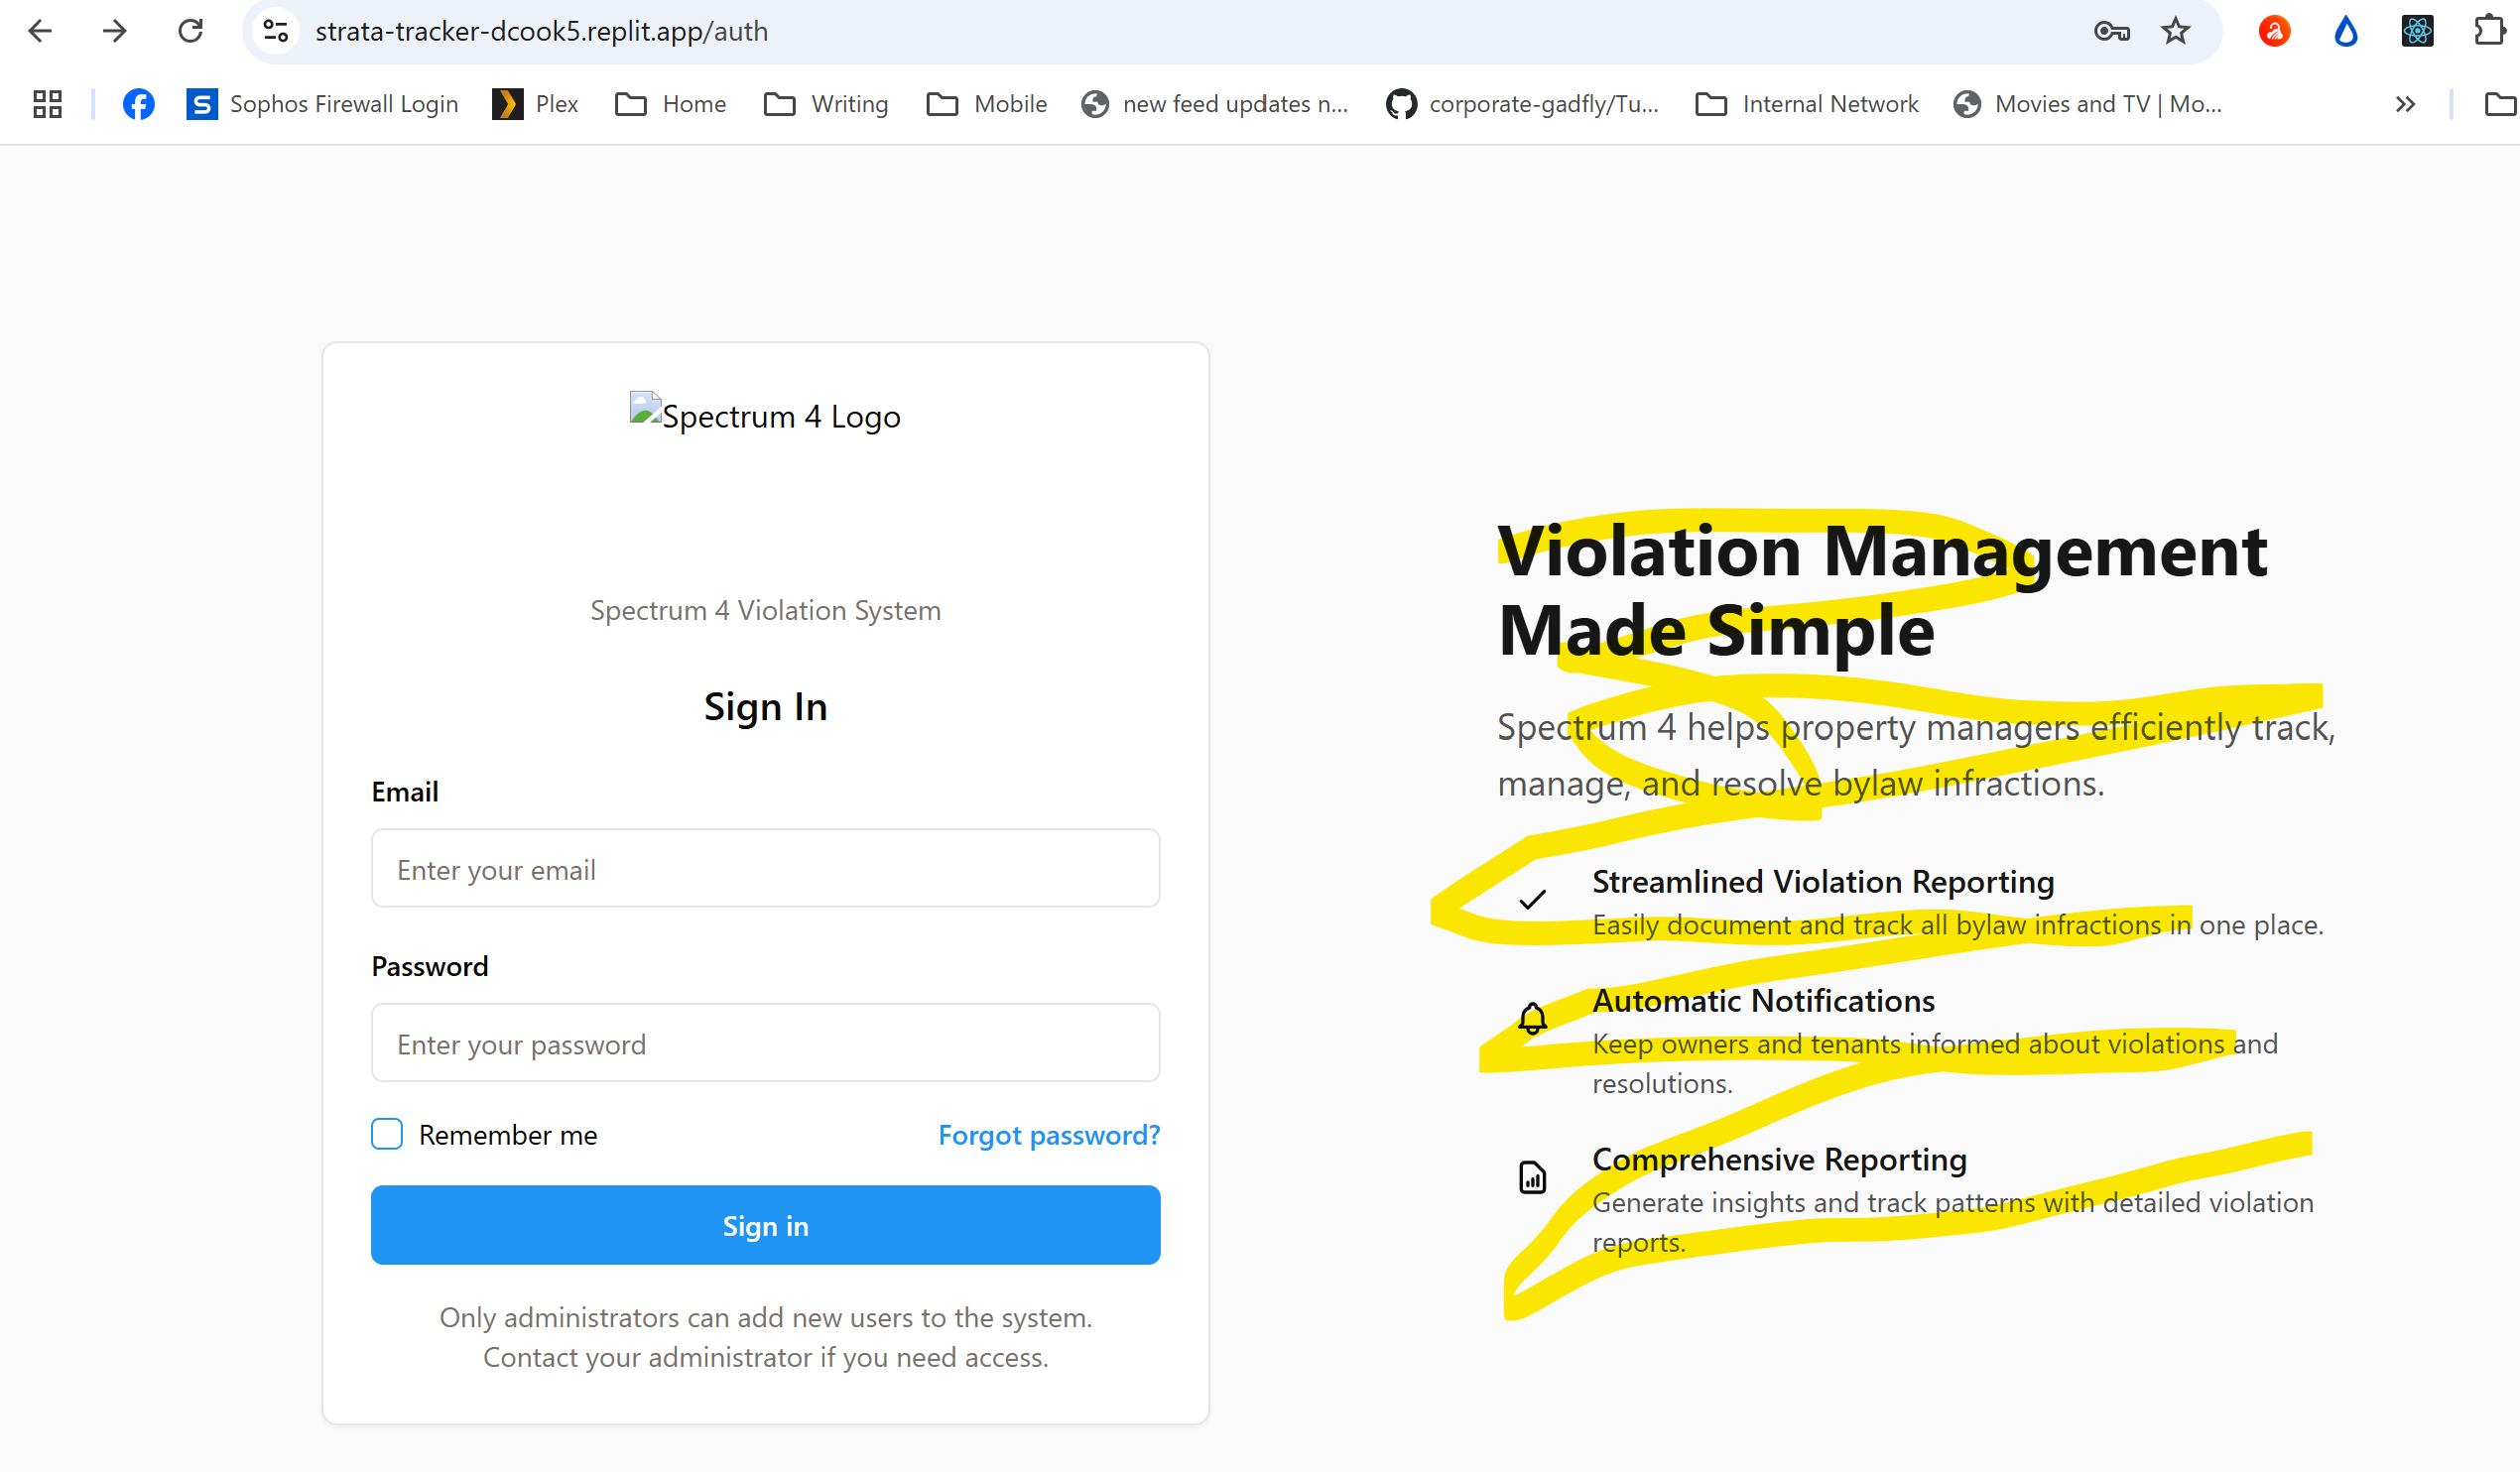 strata-tracker-dcook5.replit.app/auth
Sophos Firewall Login
Plex
Home
Writing
Mobile
new feed updates n...
corporate-gadfly/Tu...
Internal Network
Movies and TV | Mo...
Spectrum 4 Logo
Spectrum 4 Violation System
Sign In
Email
Enter your email
Password
Enter your password
Remember me
Forgot password?
Sign in
Only administrators can add new users to the system.
Contact your administrator if you need access.
Violation Management
Made Simple
Spectrum 4 helps property managers efficiently track,
manage, and resolve bylaw infractions.
Streamlined Violation Reporting
Easily document and track all bylaw infractions in one place.
Automatic Notifications
Keep owners and tenants informed about violations and
resolutions.
Comprehensive Reporting
Generate insights and track patterns with detailed violation
reports.